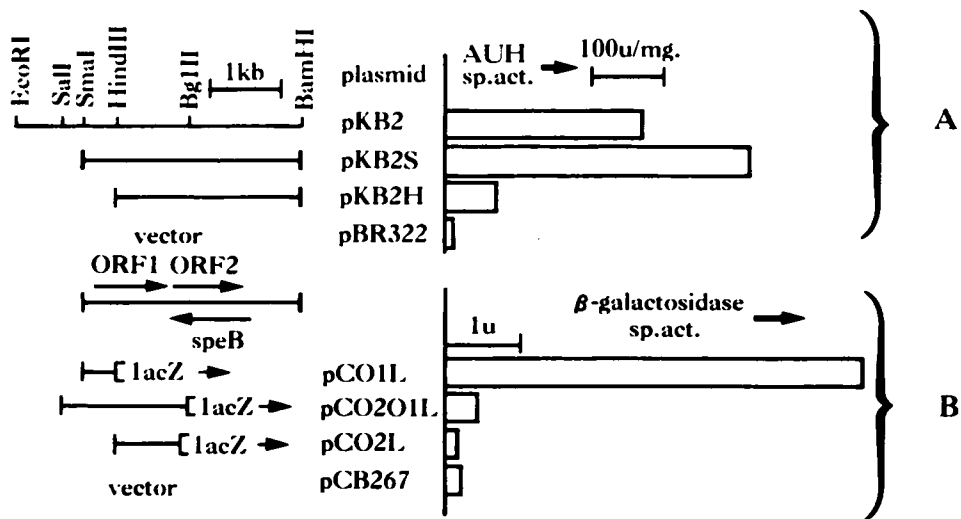 EcoRI
SalI
SmaI
HindIII
BglII
BamHI
1kb
plasmid
AUH
sp.act.
100u/mg.
pKB2
pKB2S
pKB2H
vector
pBR322
A
ORF1 ORF2
speB
1u
β-galactosidase
sp.act.
lacZ
pCO1L
lacZ
pCO2O1L
lacZ
pCO2L
vector
pCB267
B